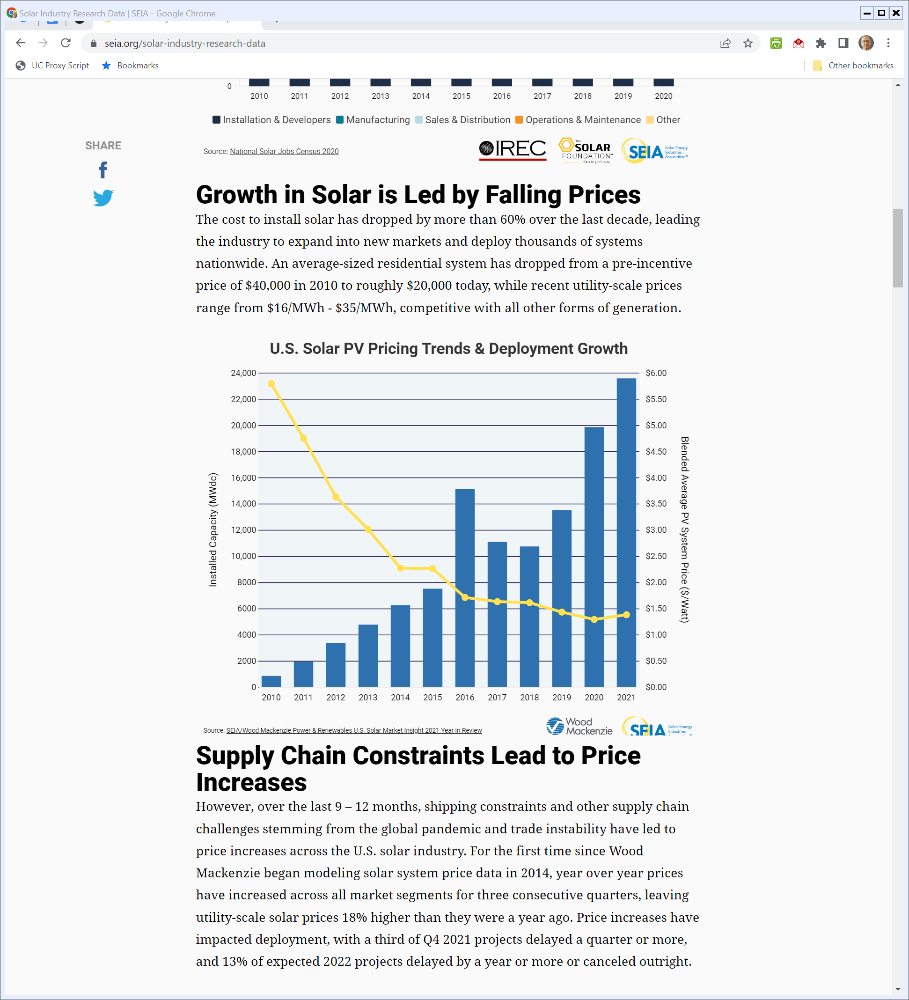 Solar Industry Research Data | SEIA - Google Chrome
seia.org/solar-industry-research-data
UC Proxy Script
Bookmarks
Other bookmarks
0
2010 2011 2012 2013 2014 2015 2016 2017 2018 2019 2020
Installation & Developers Manufacturing Sales & Distribution Operations & Maintenance Other
SHARE
Source: National Solar Jobs Census 2020
IREC
The
SOLAR
FOUNDATION™
for a bright future
SEIA
Solar Energy
Industries
Association®
Growth in Solar is Led by Falling Prices
The cost to install solar has dropped by more than 60% over the last decade, leading
the industry to expand into new markets and deploy thousands of systems
nationwide. An average-sized residential system has dropped from a pre-incentive
price of $40,000 in 2010 to roughly $20,000 today, while recent utility-scale prices
range from $16/MWh - $35/MWh, competitive with all other forms of generation.
U.S. Solar PV Pricing Trends & Deployment Growth
Installed Capacity (MWdc)
24,000
22,000
20,000
18,000
16,000
14,000
12,000
10,000
8000
6000
4000
2000
0
$6.00
$5.50
$5.00
$4.50
$4.00
$3.50
$3.00
$2.50
$2.00
$1.50
$1.00
$0.50
$0.00
Blended Average PV System Price ($/Watt)
2010 2011 2012 2013 2014 2015 2016 2017 2018 2019 2020 2021
Source: SEIA/Wood Mackenzie Power & Renewables U.S. Solar Market Insight 2021 Year in Review
Wood
Mackenzie
SEIA
Solar Energy
Industries
Supply Chain Constraints Lead to Price
Increases
However, over the last 9 – 12 months, shipping constraints and other supply chain
challenges stemming from the global pandemic and trade instability have led to
price increases across the U.S. solar industry. For the first time since Wood
Mackenzie began modeling solar system price data in 2014, year over year prices
have increased across all market segments for three consecutive quarters, leaving
utility-scale solar prices 18% higher than they were a year ago. Price increases have
impacted deployment, with a third of Q4 2021 projects delayed a quarter or more,
and 13% of expected 2022 projects delayed by a year or more or canceled outright.